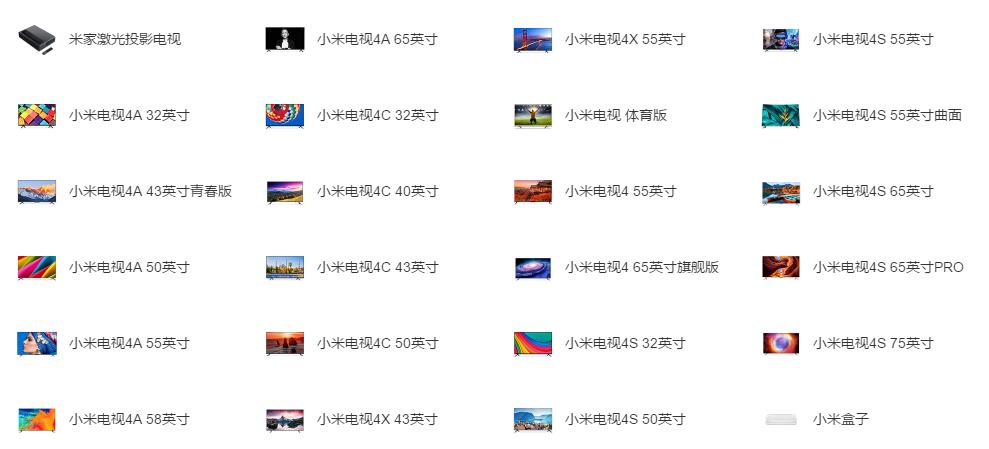 米家激光投影电视
小米电视4A 65英寸
小米电视4X 55英寸
小米电视4S 55英寸
小米电视4A 32英寸
小米电视4C 32英寸
小米电视 体育版
小米电视4S 55英寸曲面
小米电视4A 43英寸青春版
小米电视4C 40英寸
小米电视4 55英寸
小米电视4S 65英寸
小米电视4A 50英寸
小米电视4C 43英寸
小米电视4 65英寸旗舰版
小米电视4S 65英寸PRO
小米电视4A 55英寸
小米电视4C 50英寸
小米电视4S 32英寸
小米电视4S 75英寸
小米电视4A 58英寸
小米电视4X 43英寸
小米电视4S 50英寸
小米盒子